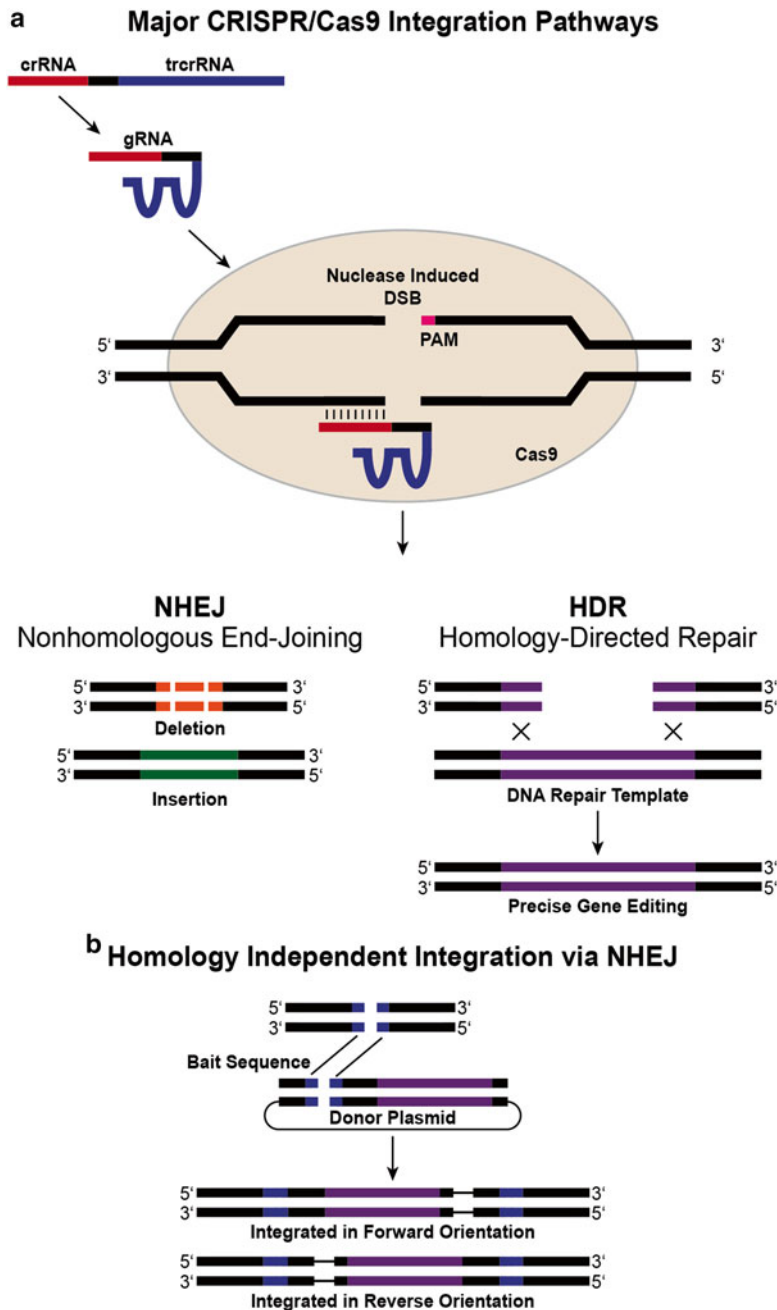 a
Major CRISPR/Cas9 Integration Pathways
crRNA trcrRNA
gRNA
Nuclease Induced
DSB
PAM
5' 3'
3' 5'
Cas9
NHEJ
Nonhomologous End-Joining
5' 3'
3' 5'
Deletion
5' 3'
3' 5'
Insertion
HDR
Homology-Directed Repair
5' 3'
3' 5'
DNA Repair Template
5' 3'
3' 5'
Precise Gene Editing
b
Homology Independent Integration via NHEJ
5' 3'
3' 5'
Bait Sequence
Donor Plasmid
5' 3'
3' 5'
Integrated in Forward Orientation
5' 3'
3' 5'
Integrated in Reverse Orientation